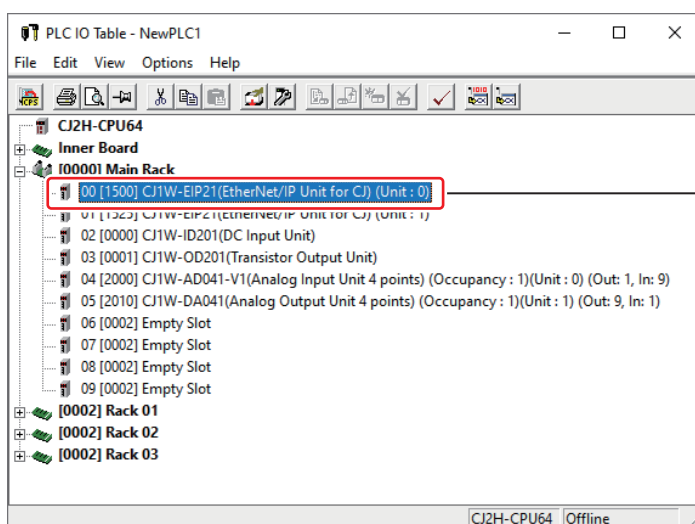 PLC IO Table - NewPLC1
File Edit View Options Help
CJ2H-CPU64
Inner Board
[0000] Main Rack
00 [1500] CJ1W-EIP21(EtherNet/IP Unit for CJ) (Unit : 0)
01 [1525] CJ1W-EIP21(EtherNet/IP Unit for CJ) (Unit : 1)
02 [0000] CJ1W-ID201(DC Input Unit)
03 [0001] CJ1W-OD201(Transistor Output Unit)
04 [2000] CJ1W-AD041-V1(Analog Input Unit 4 points) (Occupancy : 1)(Unit : 0) (Out: 1, In: 9)
05 [2010] CJ1W-DA041(Analog Output Unit 4 points) (Occupancy : 1)(Unit : 1) (Out: 9, In: 1)
06 [0002] Empty Slot
07 [0002] Empty Slot
08 [0002] Empty Slot
09 [0002] Empty Slot
[0002] Rack 01
[0002] Rack 02
[0002] Rack 03
CJ2H-CPU64 Offline